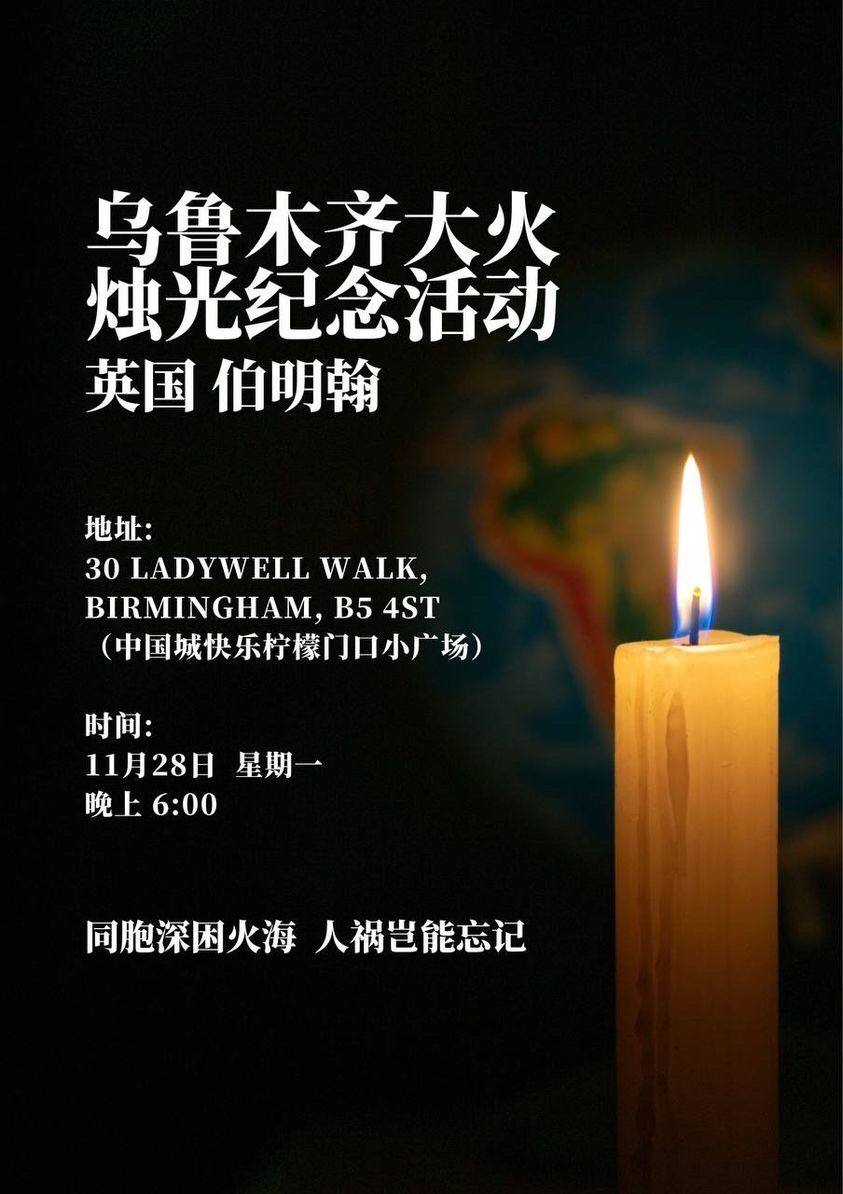 乌鲁木齐大火
烛光纪念活动
英国 伯明翰
地址:
30 LADYWELL WALK,
BIRMINGHAM, B5 4ST
（中国城快乐柠檬门口小广场）
时间:
11月28日 星期一
晚上 6:00
同胞深困火海 人祸岂能忘记